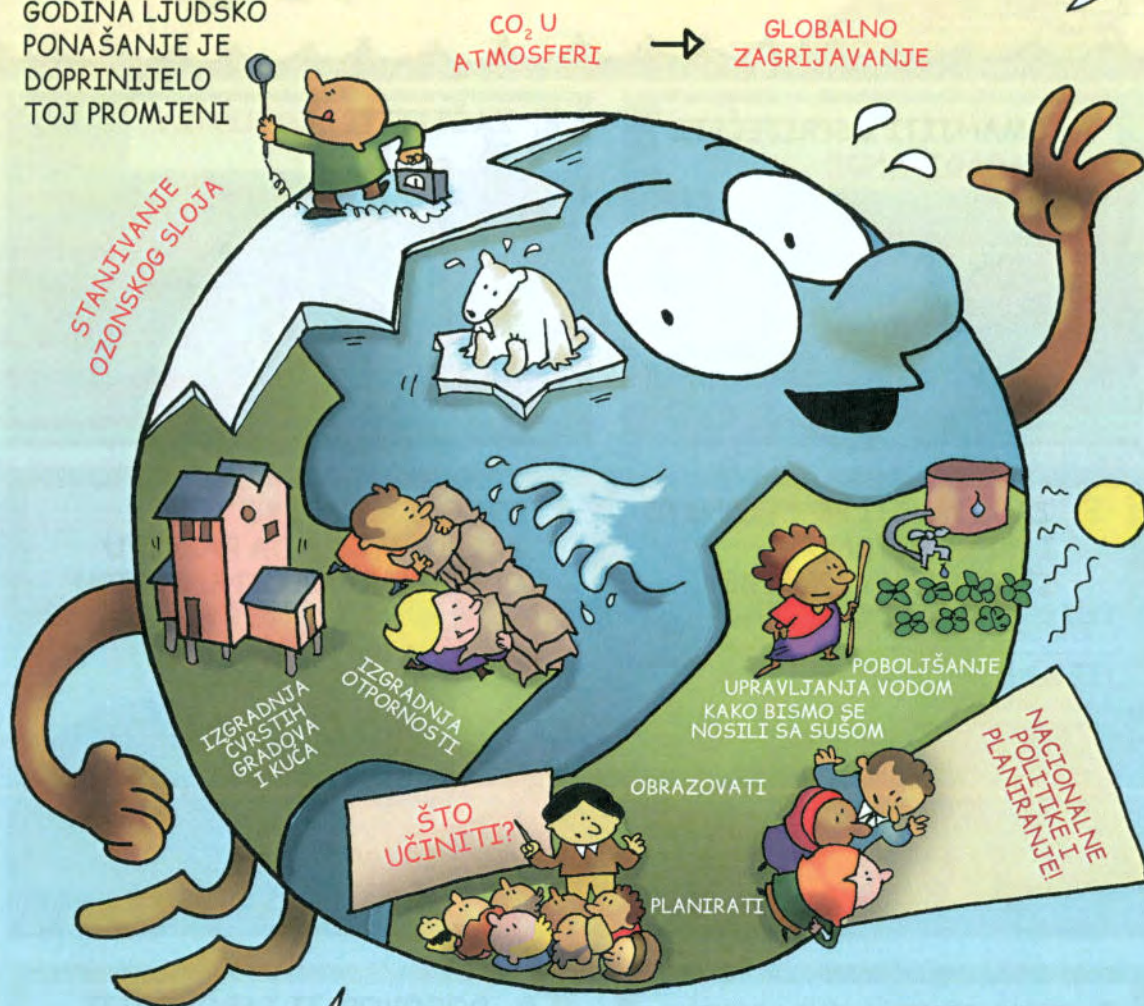 GODINA LJUDSKO
PONAŠANJE JE
DOPRINIJELO
TOJ PROMJENI
CO₂ U
ATMOSFERI
GLOBALNO
ZAGRIJAVANJE
STANJIVANJE
OZONSKOG SLOJA
IZGRADNJA
ČVRSTIH
GRADOVA
I KUĆA
IZGRADNJA
OTPORNOSTI
POBOLJŠANJE
UPRAVLJANJA VODOM
KAKO BISMO SE
NOSILI SA SUŠOM
ŠTO
UČINITI?
OBRAZOVATI
PLANIRATI
NACIONALNE
POLITIKE I
PLANIRANJE!